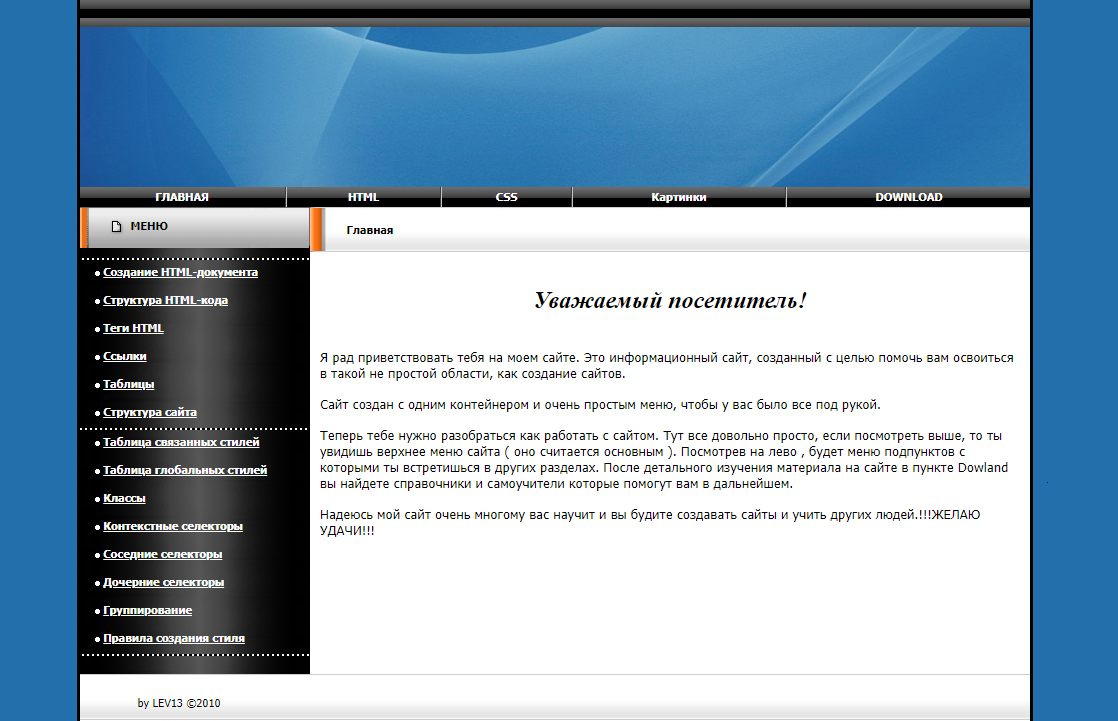 ГЛАВНАЯ
HTML
CSS
Картинки
DOWNLOAD
МЕНЮ
Создание HTML-документа
Структура HTML-кода
Теги HTML
Ссылки
Таблицы
Структура сайта
Таблица связанных стилей
Таблица глобальных стилей
Классы
Контекстные селекторы
Соседние селекторы
Дочерние селекторы
Группирование
Правила создания стиля
Главная
Уважаемый посетитель!
Я рад приветствовать тебя на моем сайте. Это информационный сайт, созданный с целью помочь вам освоиться
в такой не простой области, как создание сайтов.
Сайт создан с одним контейнером и очень простым меню, чтобы у вас было все под рукой.
Теперь тебе нужно разобраться как работать с сайтом. Тут все довольно просто, если посмотреть выше, то ты
увидишь верхнее меню сайта ( оно считается основным ). Посмотрев на лево , будет меню подпунктов с
которыми ты встретишься в других разделах. После детального изучения материала на сайте в пункте Dowland
вы найдете справочники и самоучители которые помогут вам в дальнейшем.
Надеюсь мой сайт очень многому вас научит и вы будите создавать сайты и учить других людей.!!!ЖЕЛАЮ
УДАЧИ!!!
by LEV13 ©2010